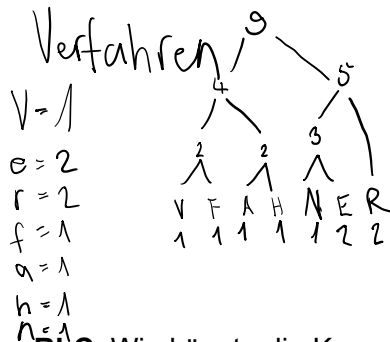 Verfahren
9
4 5
2 2 3
V F A H N E R
1 1 1 1 1 2 2
V = 1
e = 2
r = 2
f = 1
a = 1
h = 1
n = 1